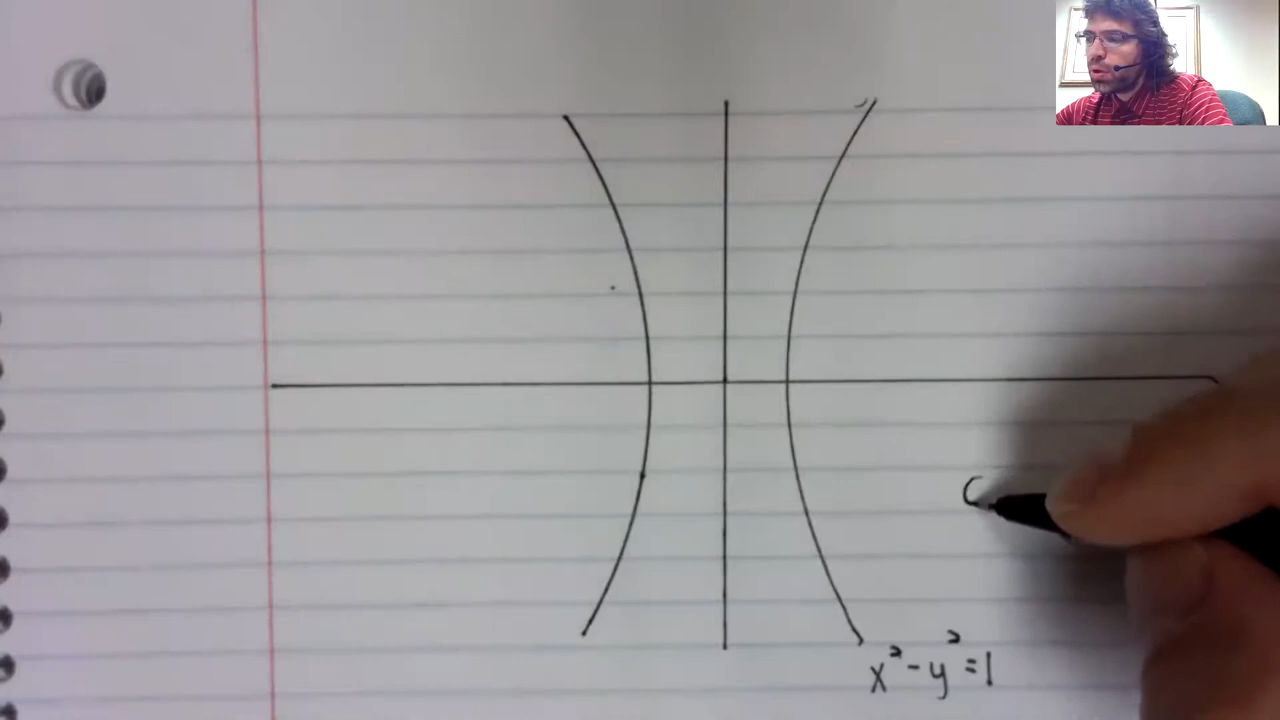 x² - y² = 1